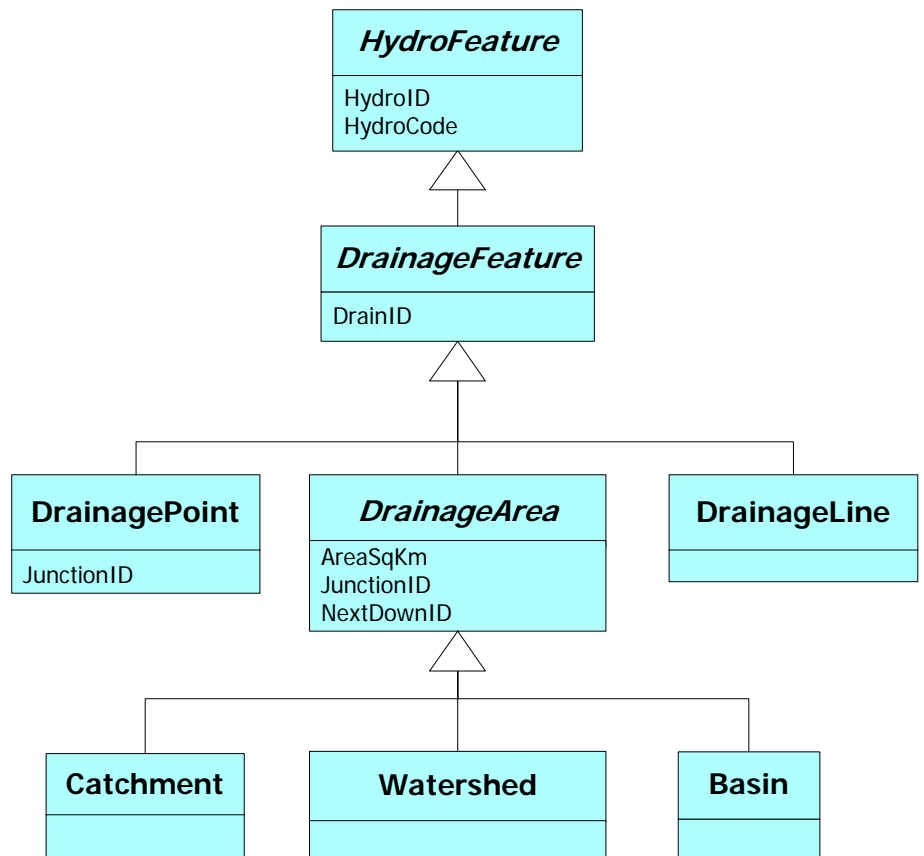 HydroFeature
HydroID
HydroCode
DrainageFeature
DrainID
DrainagePoint
JunctionID
DrainageArea
AreaSqKm
JunctionID
NextDownID
DrainageLine
Catchment
Watershed
Basin